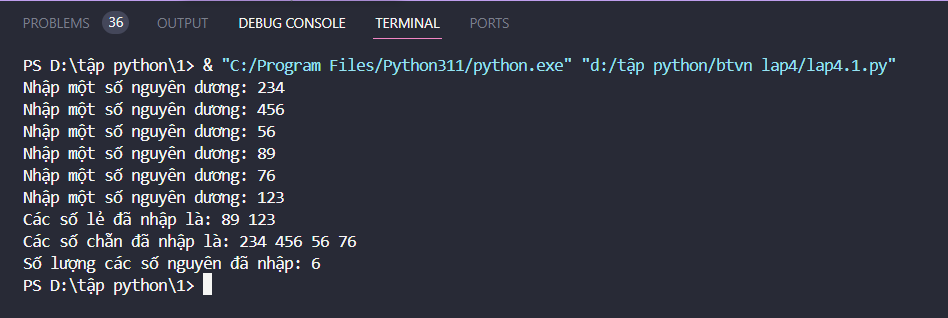 PROBLEMS 36 OUTPUT DEBUG CONSOLE TERMINAL PORTS
PS D:\tập python\1> & "C:/Program Files/Python311/python.exe" "d:/tập python/btvn lap4/lap4.1.py"
Nhập một số nguyên dương: 234
Nhập một số nguyên dương: 456
Nhập một số nguyên dương: 56
Nhập một số nguyên dương: 89
Nhập một số nguyên dương: 76
Nhập một số nguyên dương: 123
Các số lẻ đã nhập là: 89 123
Các số chẵn đã nhập là: 234 456 56 76
Số lượng các số nguyên đã nhập: 6
PS D:\tập python\1>